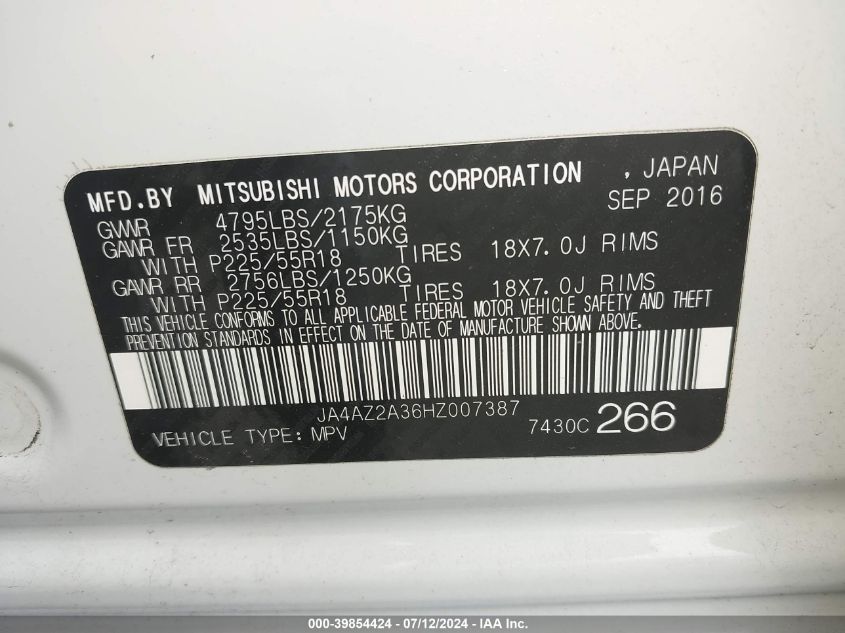 MFD.BY MITSUBISHI MOTORS CORPORATION , JAPAN
SEP 2016
GVWR 4795LBS/2175KG
GAWR FR 2535LBS/1150KG
WITH P225/55R18 TIRES 18X7.0J RIMS
GAWR RR 2756LBS/1250KG
WITH P225/55R18 TIRES 18X7.0J RIMS
THIS VEHICLE CONFORMS TO ALL APPLICABLE FEDERAL MOTOR VEHICLE SAFETY AND THEFT
PREVENTION STANDARDS IN EFFECT ON THE DATE OF MANUFACTURE SHOWN ABOVE.
JA4AZ2A36HZ007387
VEHICLE TYPE: MPV 7430C 266
000-39854424 - 07/12/2024 - IAA Inc.